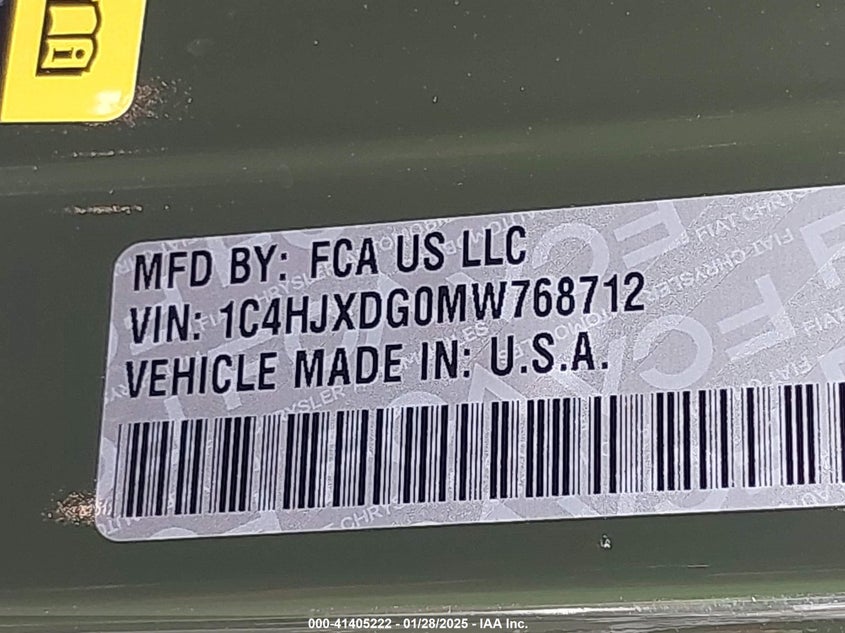 MFD BY: FCA US LLC
VIN: 1C4HJXDG0MW768712
VEHICLE MADE IN: U.S.A.
000-41405222 - 01/28/2025 - IAA Inc.